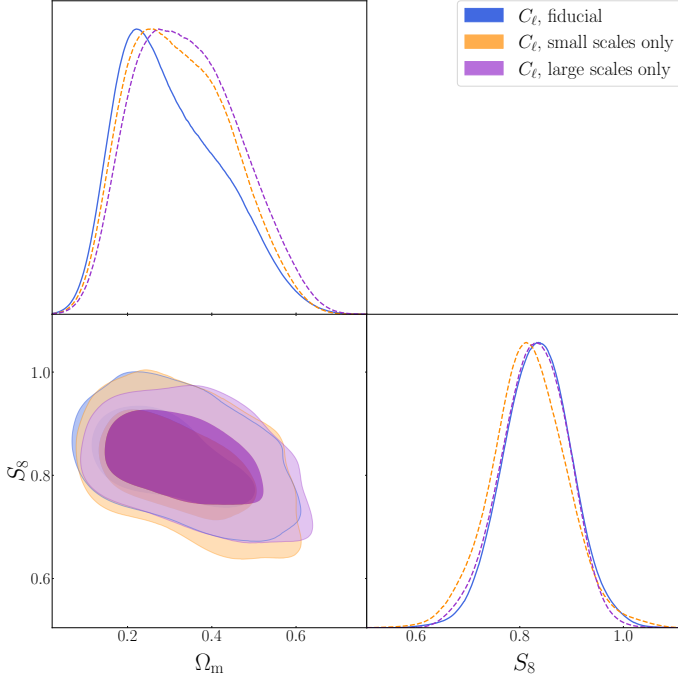 C_ℓ, fiducial
C_ℓ, small scales only
C_ℓ, large scales only
1.0
0.8
0.6
S_8
0.2 0.4 0.6
Ω_m
0.6 0.8 1.0
S_8